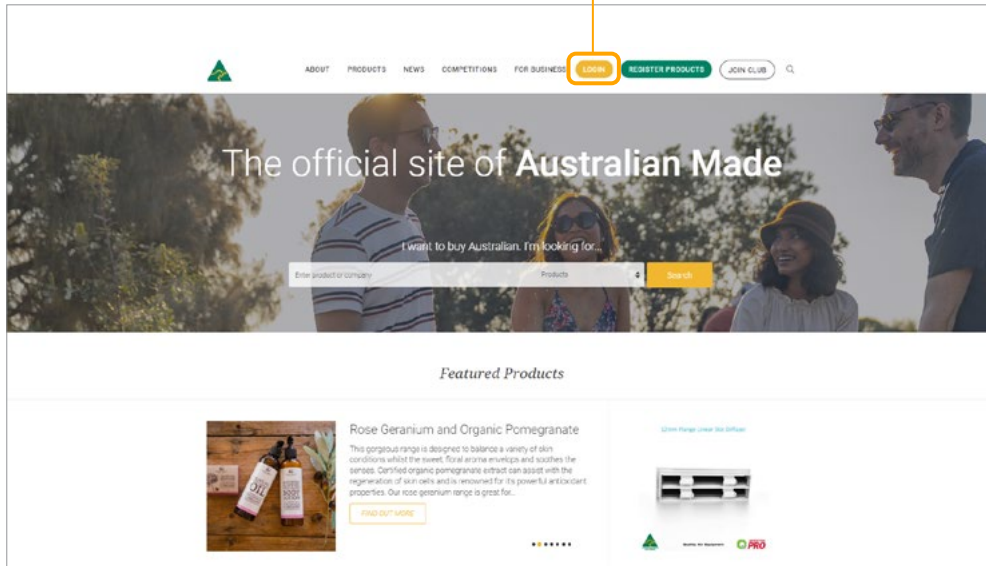 ABOUT PRODUCTS NEWS COMPETITIONS FOR BUSINESS LOGIN REGISTER PRODUCTS JOIN CLUB
The official site of Australian Made
I want to buy Australian. I'm looking for...
Enter product or company Products Search
Featured Products
Rose Geranium and Organic Pomegranate
This gorgeous range is designed to balance a variety of skin
conditions whilst the sweet, floral aroma envelops and soothes the
senses. Certified organic pomegranate extract can assist with the
regeneration of skin cells and is renowned for its powerful antioxidant
properties. Our rose geranium range is great for...
FIND OUT MORE
OIL
BODY
PRO